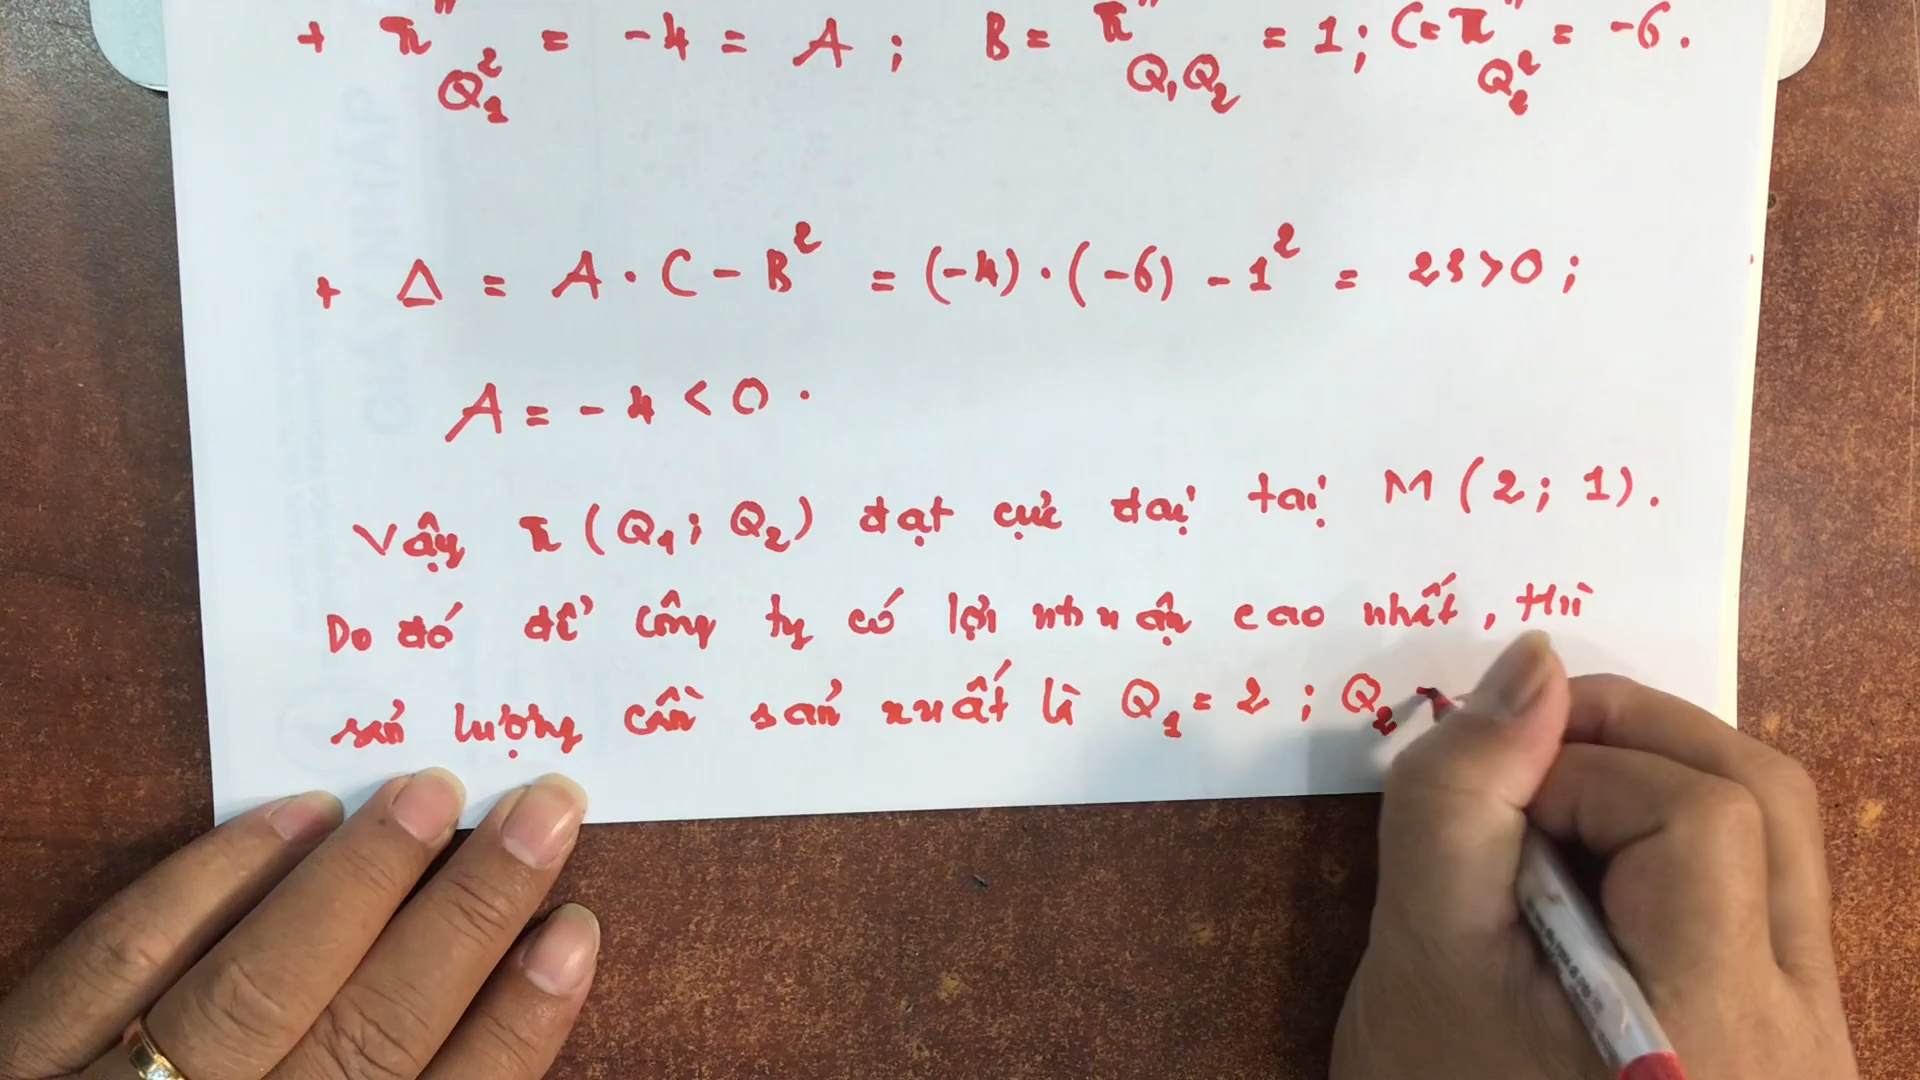 + π''Q₁² = -4 = A ; B = π''Q₁Q₂ = 1; C = π''Q₂² = -6.
+ Δ = A . C - B² = (-4) . (-6) - 1² = 23 > 0 ;
A = - 4 < 0 .
Vậy π (Q₁; Q₂) đạt cực đại tại M (2; 1).
Do đó để công ty có lợi nhuận cao nhất, thì
sản lượng cần sản xuất là Q₁ = 2 ; Q₂